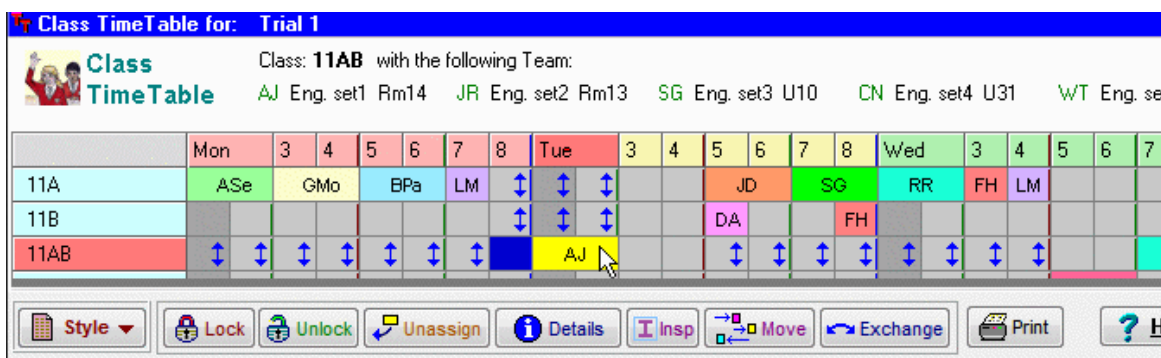 Class TimeTable for: Trial 1
Class TimeTable
Class: 11AB with the following Team:
AJ Eng. set1 Rm14 JR Eng. set2 Rm13 SG Eng. set3 U10 CN Eng. set4 U31 WT Eng. se
Mon 3 4 5 6 7 8 Tue 3 4 5 6 7 8 Wed 3 4 5 6 7
11A ASe GMo BPa LM JD SG RR FH LM
11B DA FH
11AB AJ
Style Lock Unlock Unassign Details Insp Move Exchange Print ? H